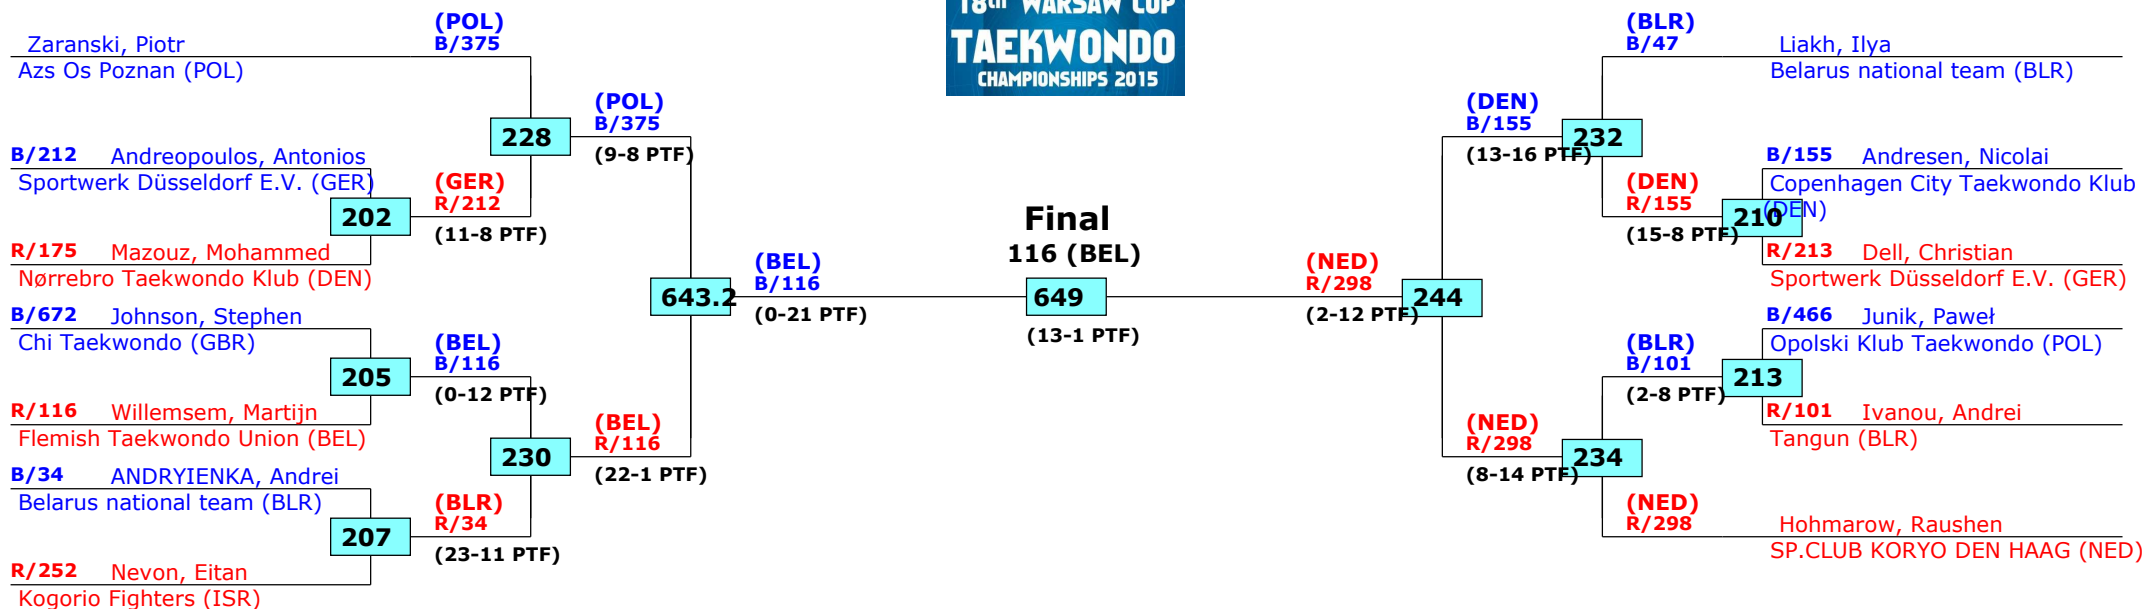 18th WARSAW CUP
TAEKWONDO
CHAMPIONSHIPS 2015
Zaranski, Piotr
Azs Os Poznan (POL)
(POL)
B/375
B/212 Andreopoulos, Antonios
Sportwerk Düsseldorf E.V. (GER)
202
R/175 Mazouz, Mohammed
Nørrebro Taekwondo Klub (DEN)
(GER)
R/212
(11-8 PTF)
228
(POL)
B/375
(9-8 PTF)
B/672 Johnson, Stephen
Chi Taekwondo (GBR)
205
R/116 Willemsem, Martijn
Flemish Taekwondo Union (BEL)
(BEL)
B/116
(0-12 PTF)
B/34 ANDRYIENKA, Andrei
Belarus national team (BLR)
207
R/252 Nevon, Eitan
Kogorio Fighters (ISR)
(BLR)
R/34
(23-11 PTF)
230
(BEL)
R/116
(22-1 PTF)
643.2
(BEL)
B/116
(0-21 PTF)
Final
116 (BEL)
649
(13-1 PTF)
(NED)
R/298
(2-12 PTF)
244
(DEN)
B/155
(13-16 PTF)
232
(BLR)
B/47
Liakh, Ilya
Belarus national team (BLR)
(DEN)
R/155
(15-8 PTF)
210
B/155 Andresen, Nicolai
Copenhagen City Taekwondo Klub
(DEN)
R/213 Dell, Christian
Sportwerk Düsseldorf E.V. (GER)
(NED)
R/298
(8-14 PTF)
234
(BLR)
B/101
(2-8 PTF)
213
B/466 Junik, Paweł
Opolski Klub Taekwondo (POL)
R/101 Ivanou, Andrei
Tangun (BLR)
(NED)
R/298
Hohmarow, Raushen
SP.CLUB KORYO DEN HAAG (NED)